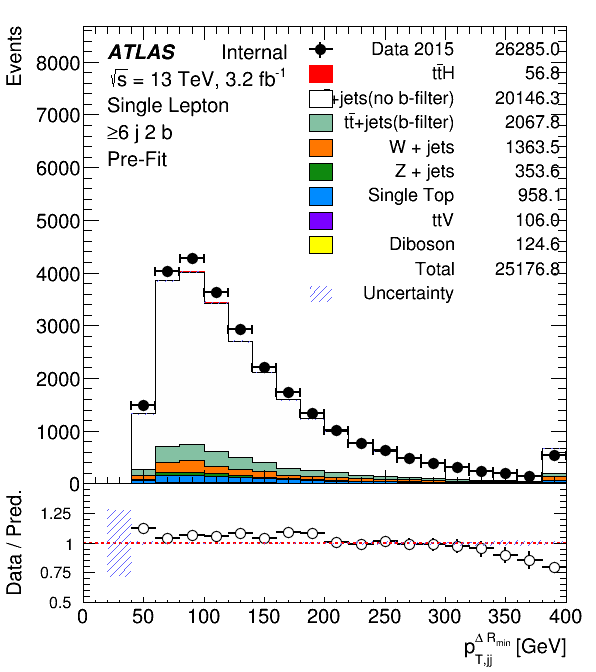 ATLAS Internal
√s = 13 TeV, 3.2 fb⁻¹
Single Lepton
≥6 j 2 b
Pre-Fit
Data 2015 26285.0
tt̄H 56.8
+jets(no b-filter) 20146.3
tt̄+jets(b-filter) 2067.8
W + jets 1363.5
Z + jets 353.6
Single Top 958.1
ttV 106.0
Diboson 124.6
Total 25176.8
Uncertainty
Events
8000
7000
6000
5000
4000
3000
2000
1000
0
Data / Pred.
1.25
1
0.75
0.5
0 50 100 150 200 250 300 350 400
p_{T,jj}^{Δ R_{min}} [GeV]